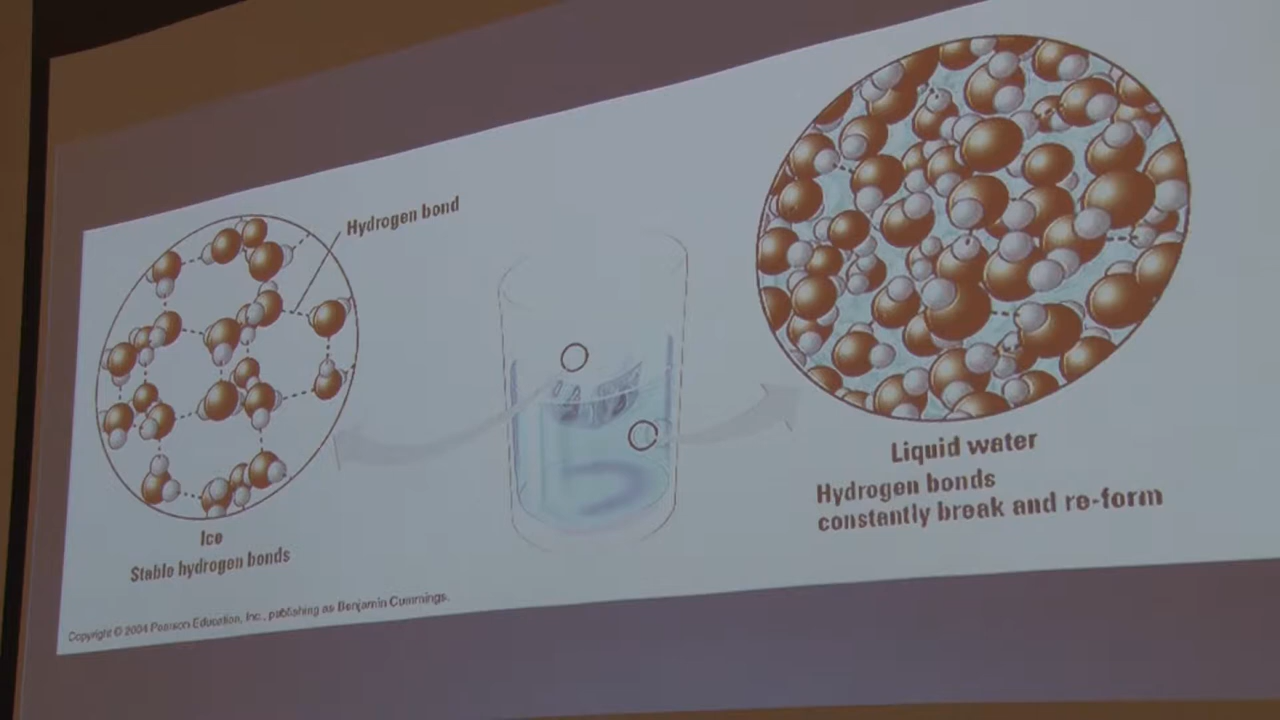 Hydrogen bond
Ice
Stable hydrogen bonds
Liquid water
Hydrogen bonds
constantly break and re-form
Copyright © 2004 Pearson Education, Inc., publishing as Benjamin Cummings.